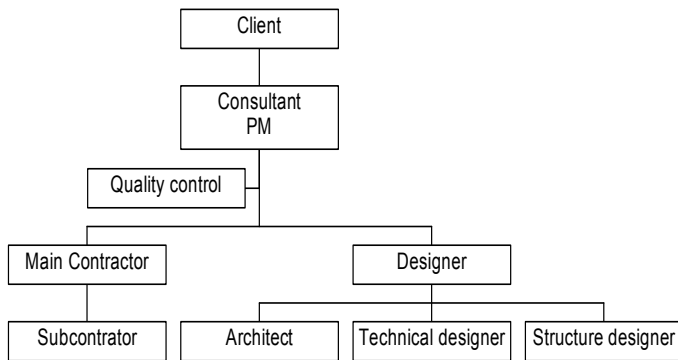 Client
Consultant
PM
Quality control
Main Contractor
Designer
Subcontrator
Architect
Technical designer
Structure designer